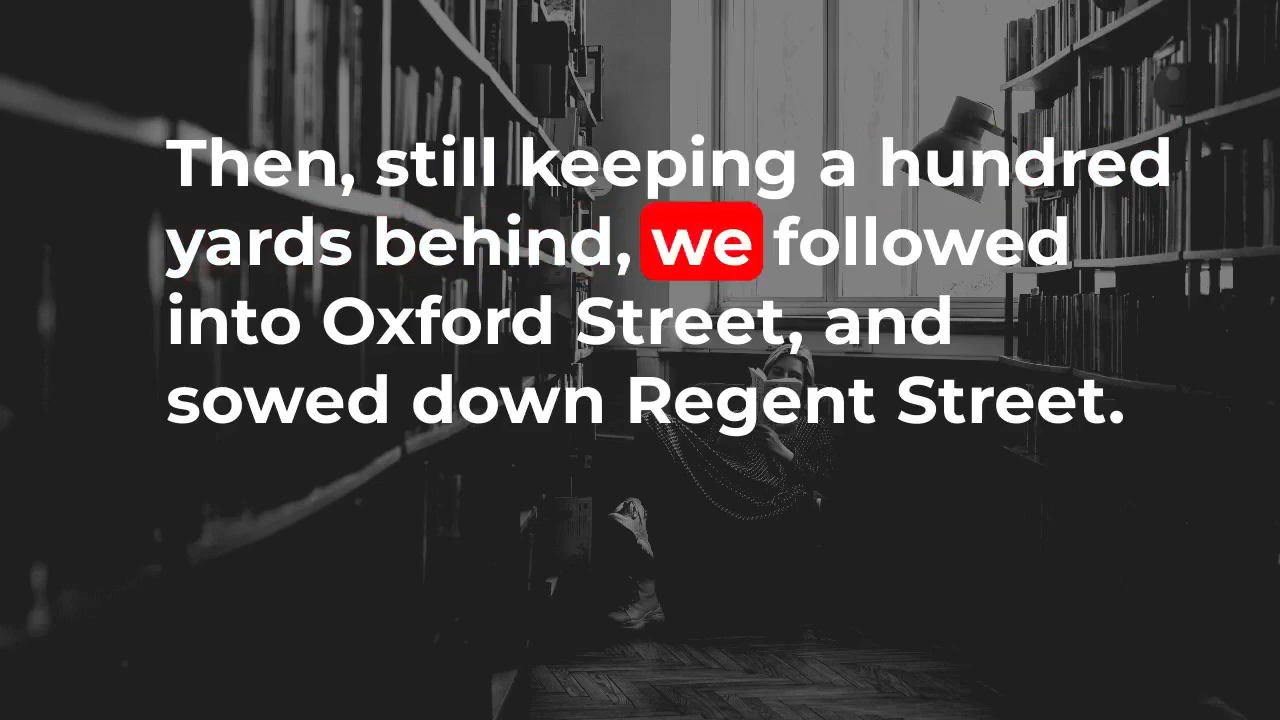 Then, still keeping a hundred
yards behind, we followed
into Oxford Street, and
sowed down Regent Street.